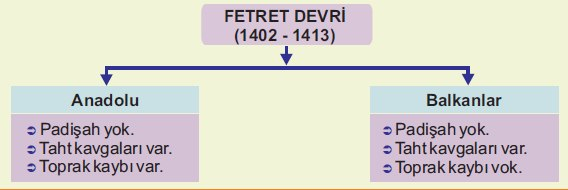 FETRET DEVRİ
(1402 - 1413)
Anadolu
Padişah yok.
Taht kavgaları var.
Toprak kaybı var.
Balkanlar
Padişah yok.
Taht kavgaları var.
Toprak kaybı yok.